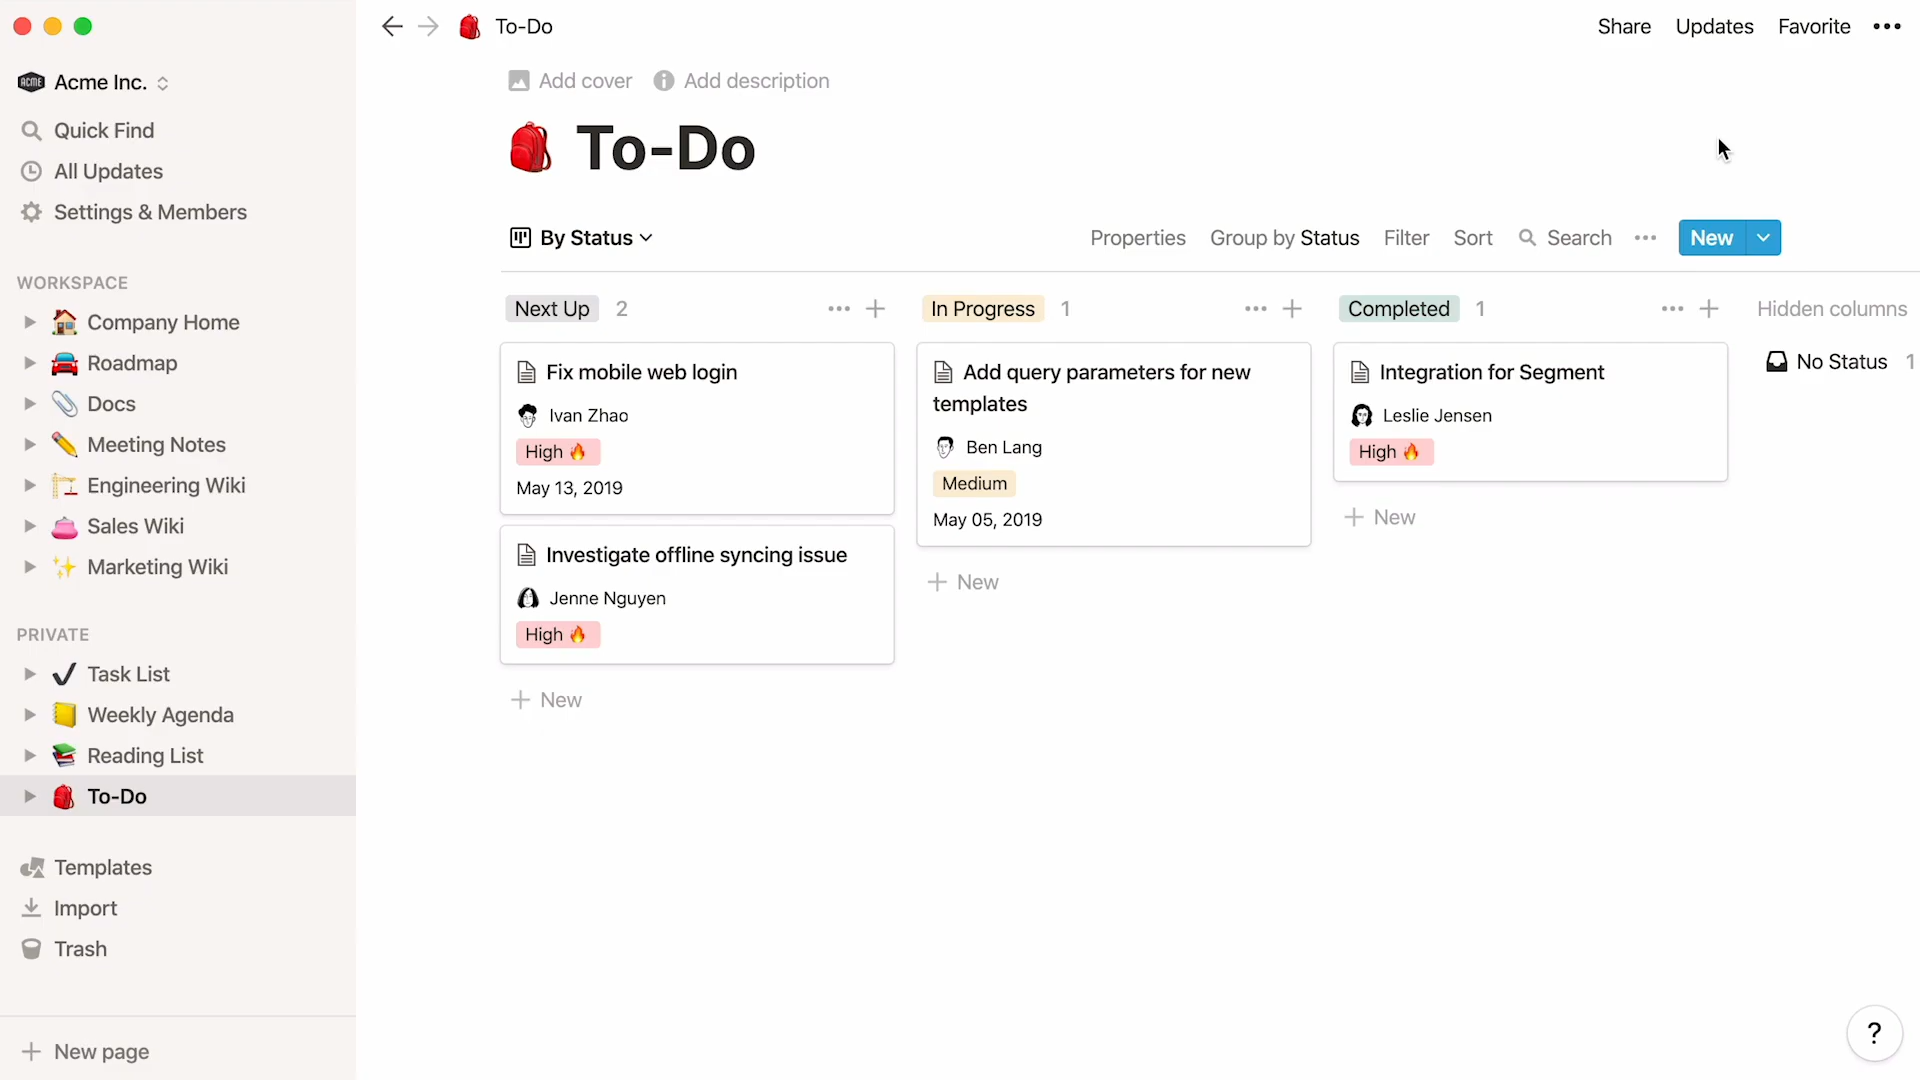 To-Do
Share
Updates
Favorite
ACME
Acme Inc.
Quick Find
All Updates
Settings & Members
WORKSPACE
Company Home
Roadmap
Docs
Meeting Notes
Engineering Wiki
Sales Wiki
Marketing Wiki
PRIVATE
Task List
Weekly Agenda
Reading List
To-Do
Templates
Import
Trash
New page
Add cover
Add description
To-Do
By Status
Properties
Group by Status
Filter
Sort
Search
New
Next Up 2
Fix mobile web login
Ivan Zhao
High
May 13, 2019
Investigate offline syncing issue
Jenne Nguyen
High
New
In Progress 1
Add query parameters for new
templates
Ben Lang
Medium
May 05, 2019
New
Completed 1
Integration for Segment
Leslie Jensen
High
New
Hidden columns
No Status 1
?